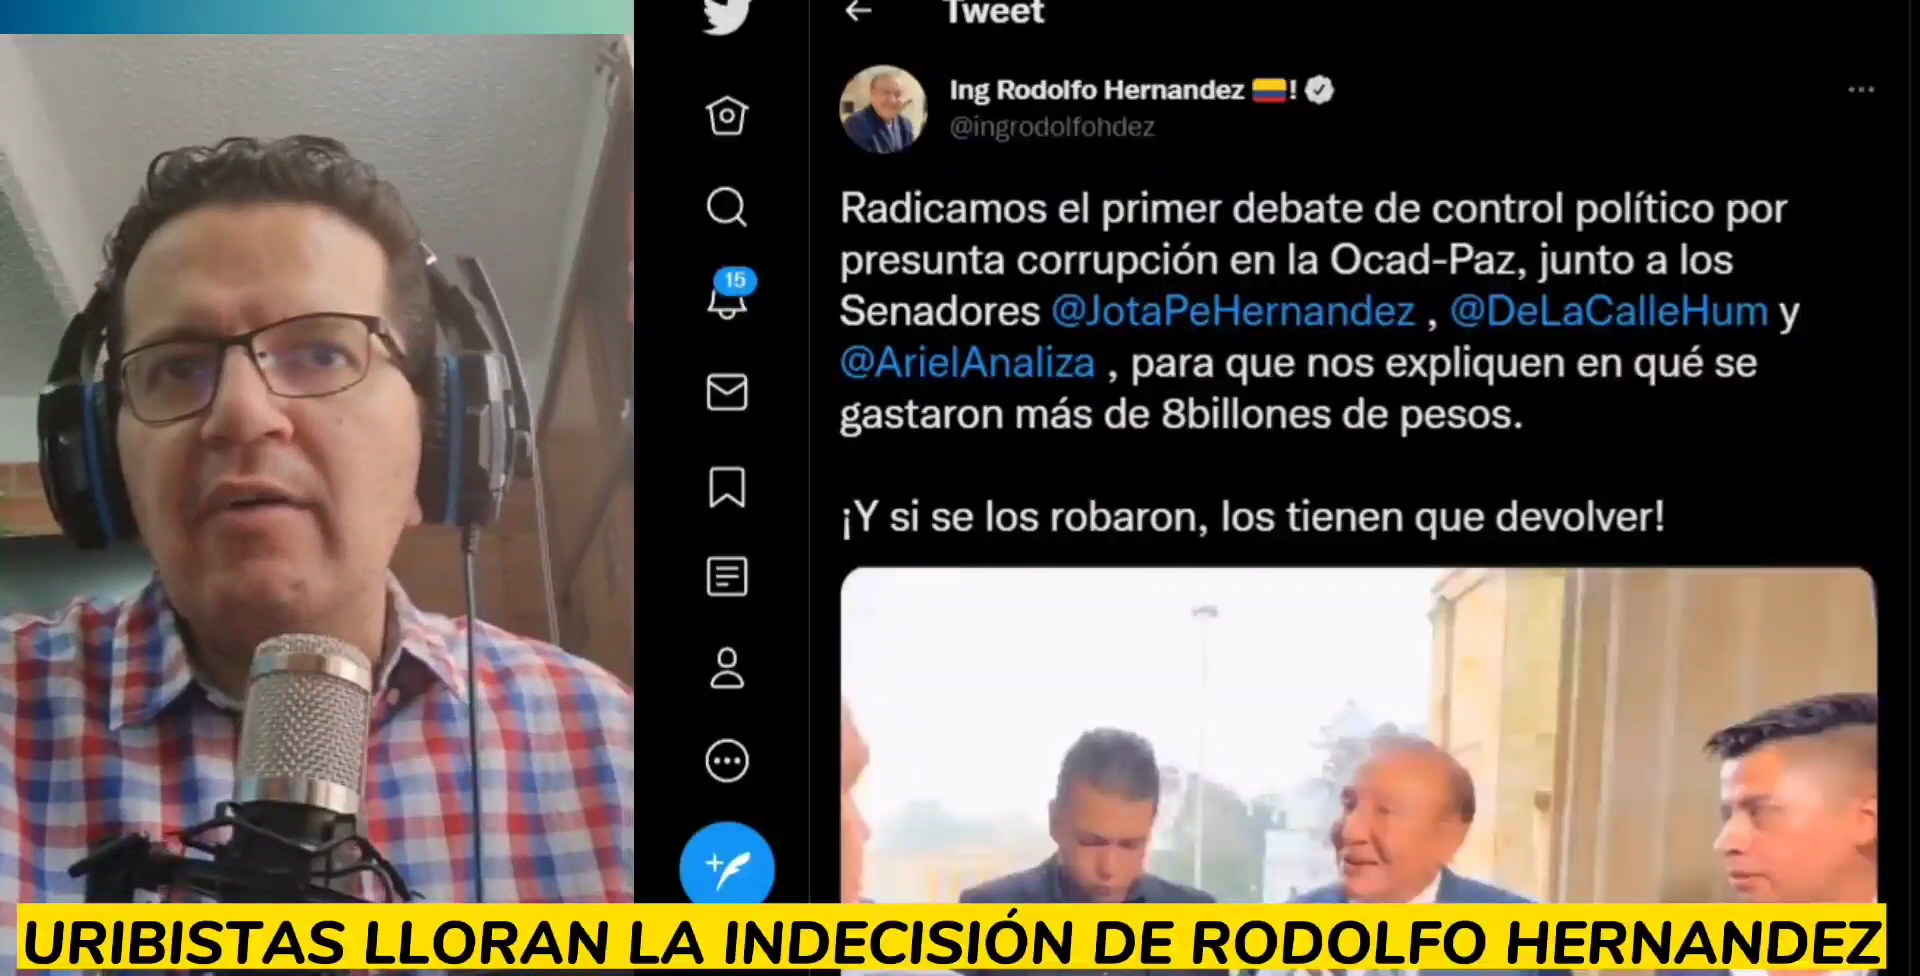 Tweet
Ing Rodolfo Hernandez 🇨🇴!
@ingrodolfohdez
Radicamos el primer debate de control político por
presunta corrupción en la Ocad-Paz, junto a los
Senadores @JotaPeHernandez , @DeLaCalleHum y
@ArielAnaliza , para que nos expliquen en qué se
gastaron más de 8billones de pesos.
¡Y si se los robaron, los tienen que devolver!
15
URIBISTAS LLORAN LA INDECISIÓN DE RODOLFO HERNANDEZ